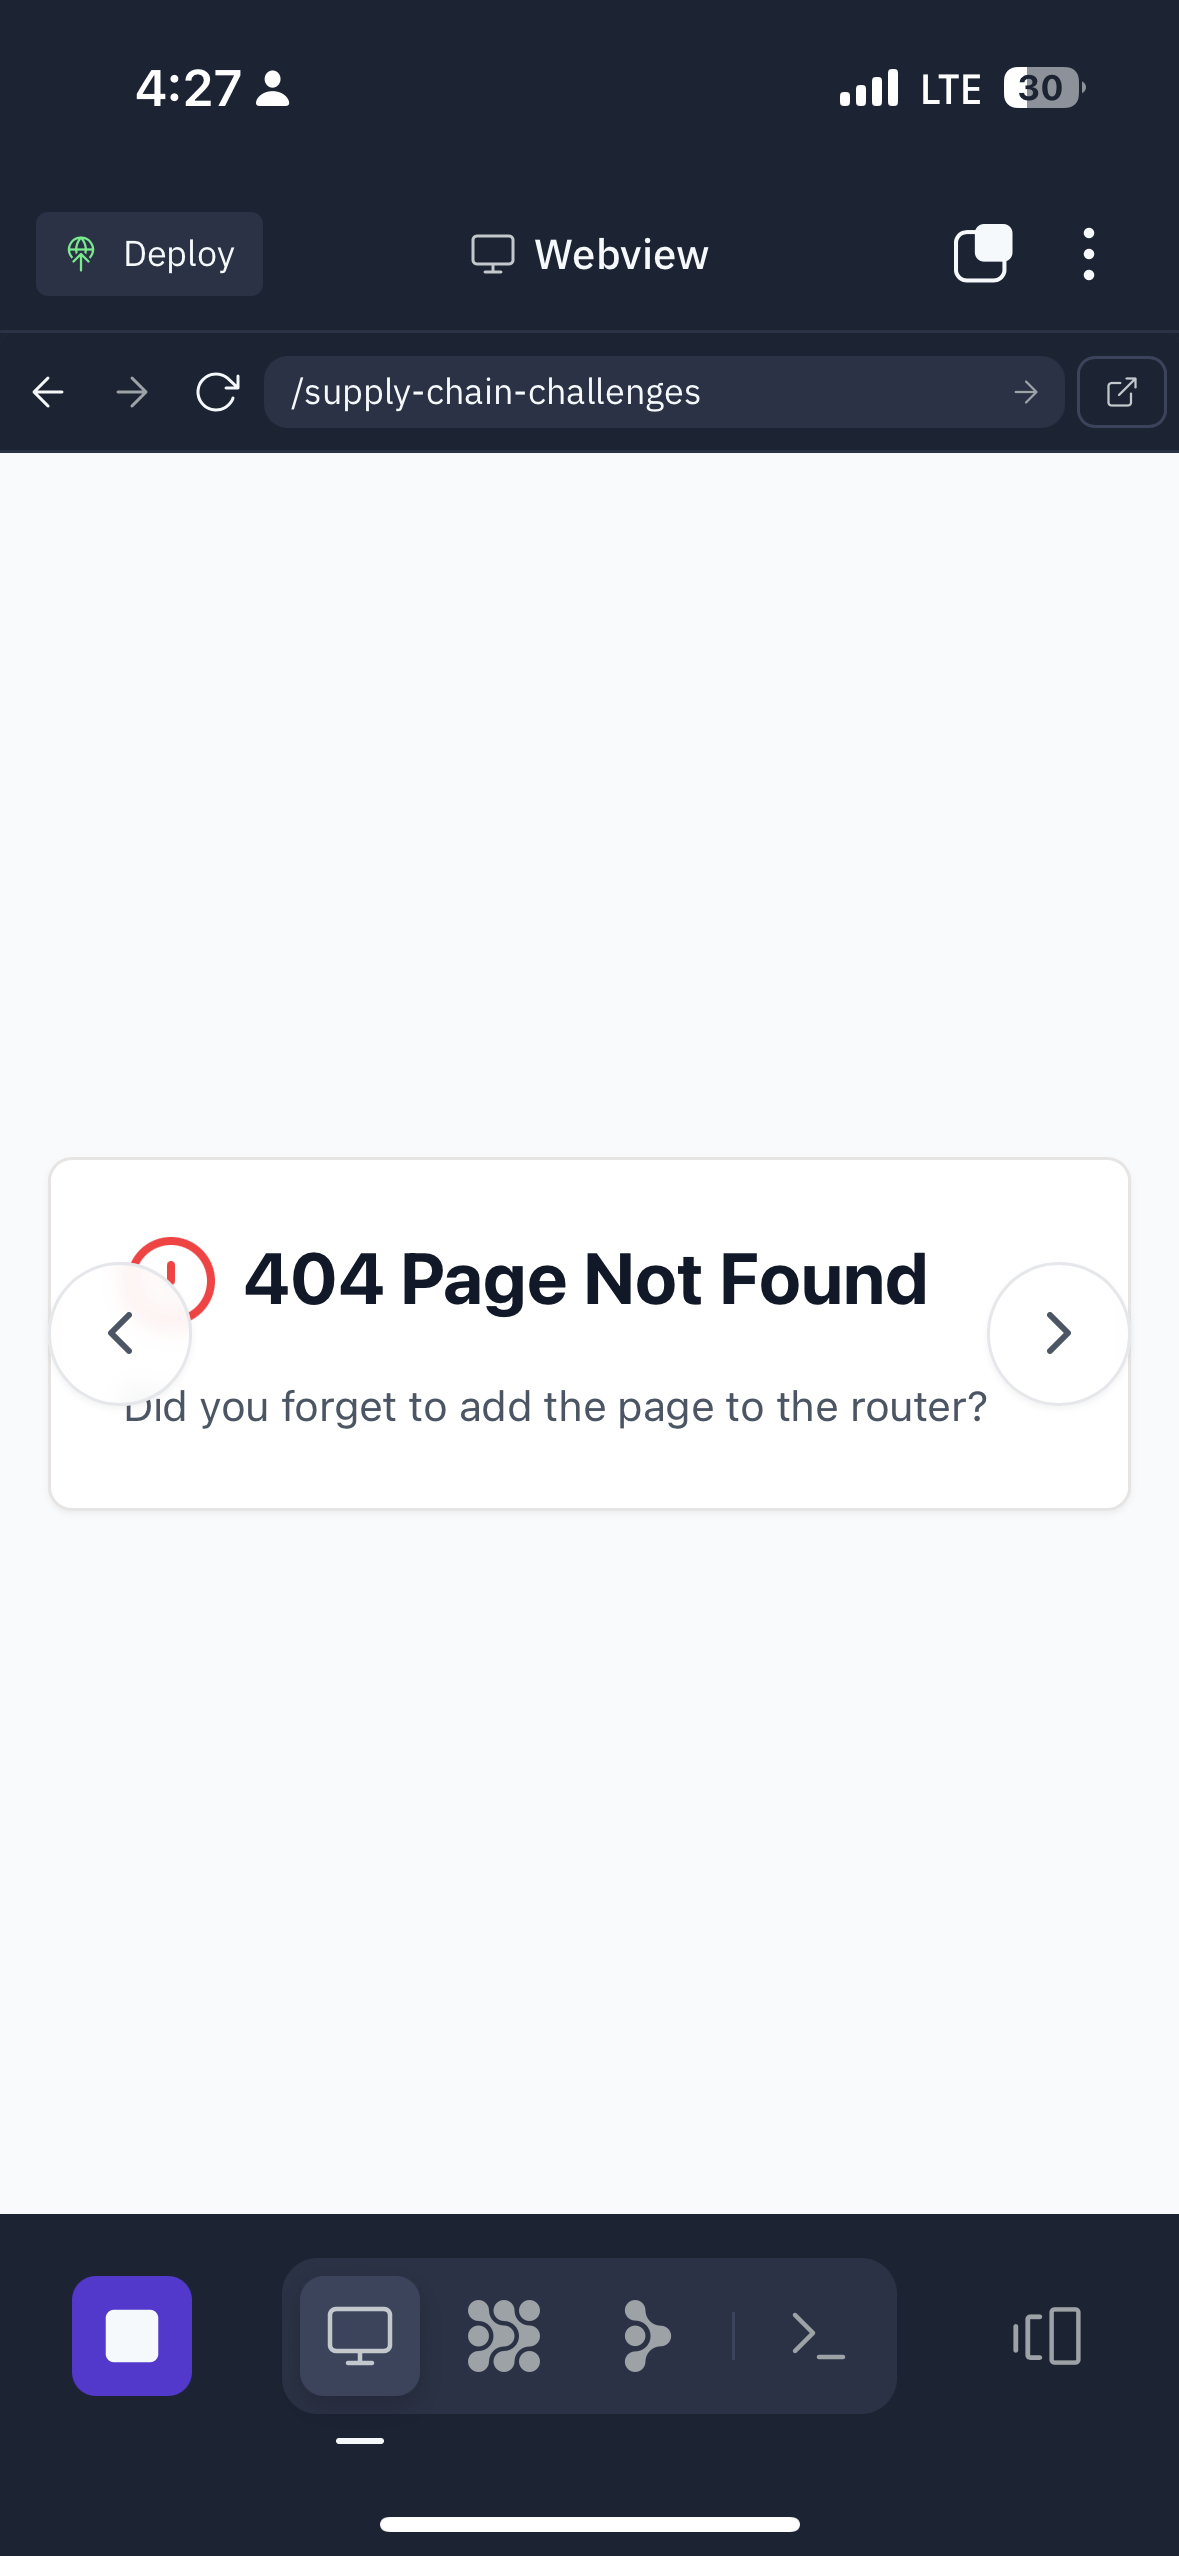 4:27
LTE
30
Deploy
Webview
/supply-chain-challenges
404 Page Not Found
Did you forget to add the page to the router?